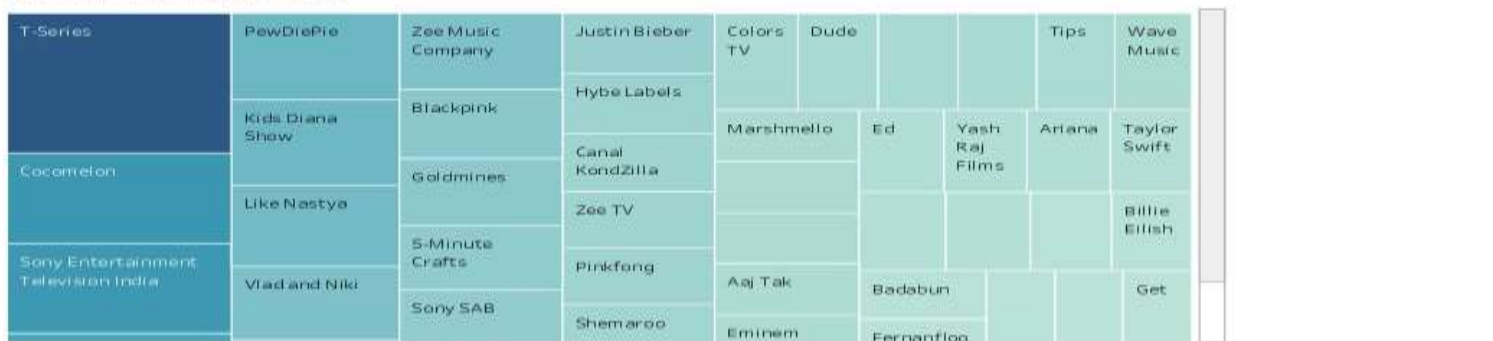 T-Series
Cocomelon
Sony Entertainment
Television India
PewDiePie
Kids Diana
Show
Like Nastya
Vlad and Niki
Zee Music
Company
Blackpink
Goldmines
5-Minute
Crafts
Sony SAB
Justin Bieber
Hybe Labels
Canal
KondZilla
Zee TV
Pinkfong
Shemaroo
Colors
TV
Dude
Tips
Wave
Music
Marshmello
Ed
Yash
Raj
Films
Ariana
Taylor
Swift
Billie
Eilish
Aaj Tak
Eminem
Badabun
Fernanfloo
Get